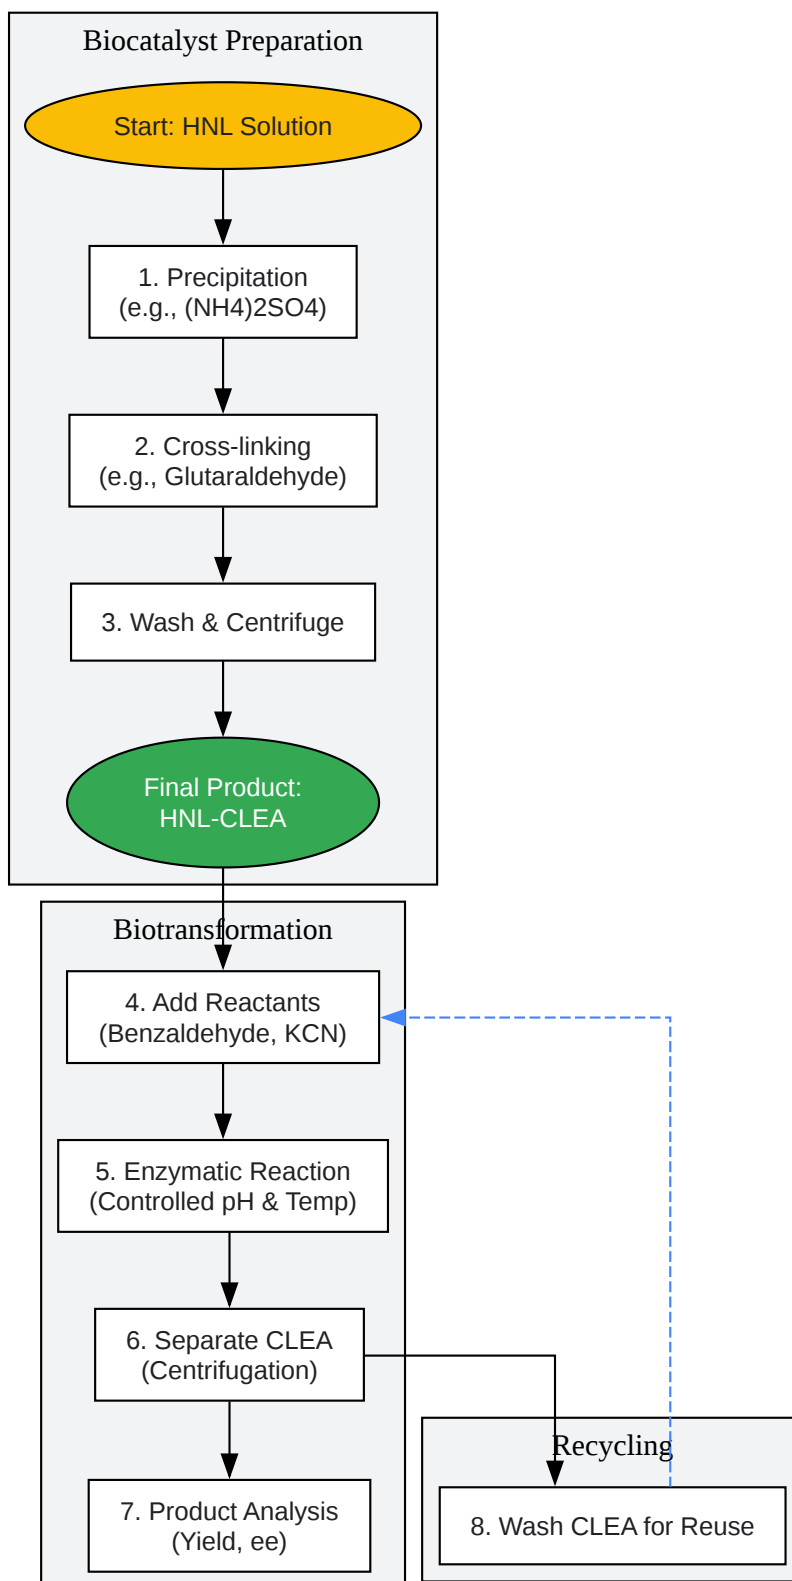 Biocatalyst Preparation
Start: HNL Solution
1. Precipitation
(e.g., (NH4)2SO4)
2. Cross-linking
(e.g., Glutaraldehyde)
3. Wash & Centrifuge
Final Product:
HNL-CLEA
Biotransformation
4. Add Reactants
(Benzaldehyde, KCN)
5. Enzymatic Reaction
(Controlled pH & Temp)
6. Separate CLEA
(Centrifugation)
7. Product Analysis
(Yield, ee)
Recycling
8. Wash CLEA for Reuse